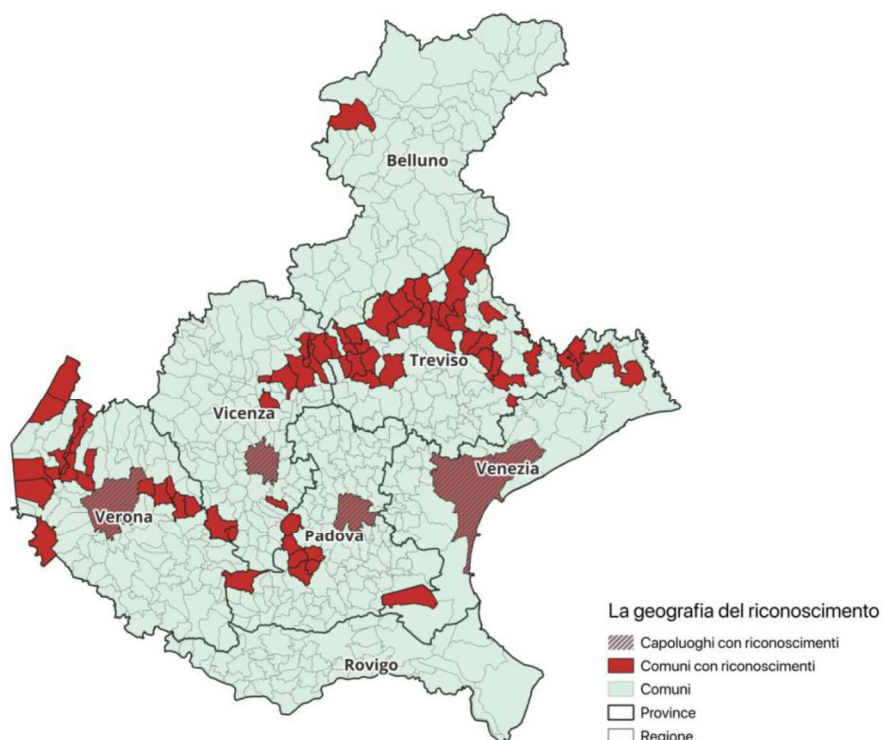 Belluno
Treviso
Vicenza
Venezia
Verona
Padova
Rovigo
La geografia del riconoscimento
Capoluoghi con riconoscimenti
Comuni con riconoscimenti
Comuni
Province
Regione